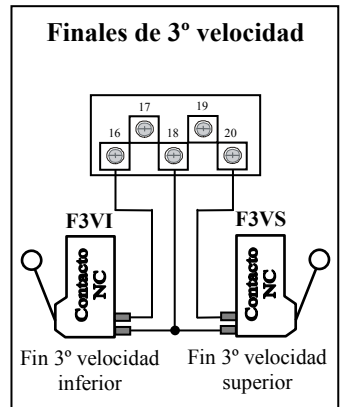 Finales de 3º velocidad
17 19
16 18 20
F3VI F3VS
Contacto NC
Contacto NC
Fin 3º velocidad inferior
Fin 3º velocidad superior